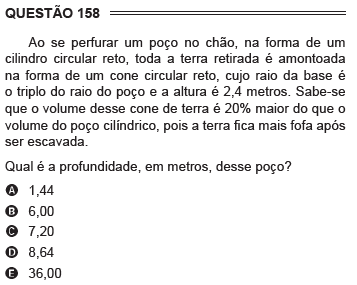 QUESTÃO 158
Ao se perfurar um poço no chão, na forma de um
cilindro circular reto, toda a terra retirada é amontoada
na forma de um cone circular reto, cujo raio da base é
o triplo do raio do poço e a altura é 2,4 metros. Sabe-se
que o volume desse cone de terra é 20% maior do que o
volume do poço cilíndrico, pois a terra fica mais fofa após
ser escavada.
Qual é a profundidade, em metros, desse poço?
A 1,44
B 6,00
C 7,20
D 8,64
E 36,00